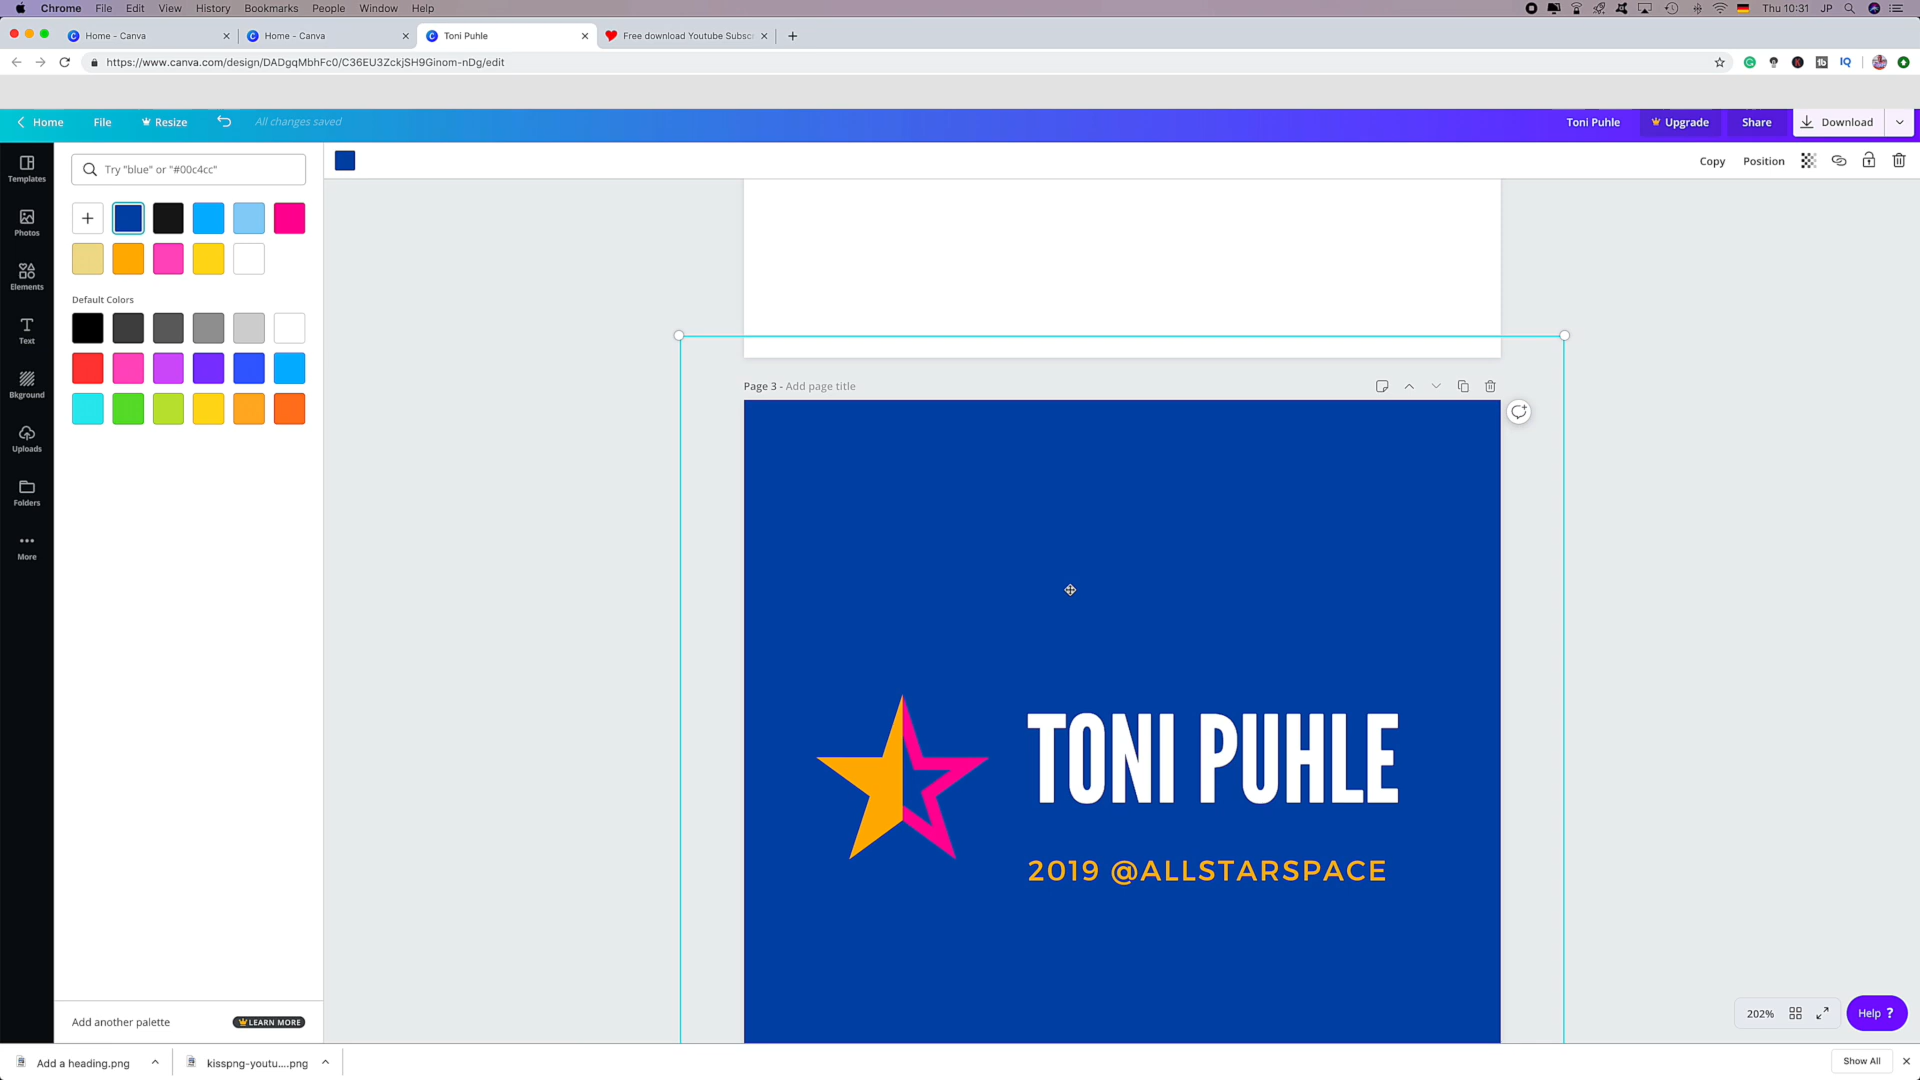 Chrome File Edit View History Bookmarks People Window Help Thu 10:31 JP
Home - Canva Home - Canva Toni Puhle Free download Youtube Subsc
https://www.canva.com/design/DADgqMbhFc0/C36EU3ZckjSH9Ginom-nDg/edit
Home File Resize All changes saved Toni Puhle Upgrade Share Download
Try "blue" or "#00c4cc"
Copy Position
Templates
Photos
Elements
Text
Bkground
Uploads
Folders
More
Default Colors
Page 3 - Add page title
TONI PUHLE
2019 @ALLSTARSPACE
Add another palette LEARN MORE
202% Help ?
Add a heading.png kisspng-youtu....png Show All